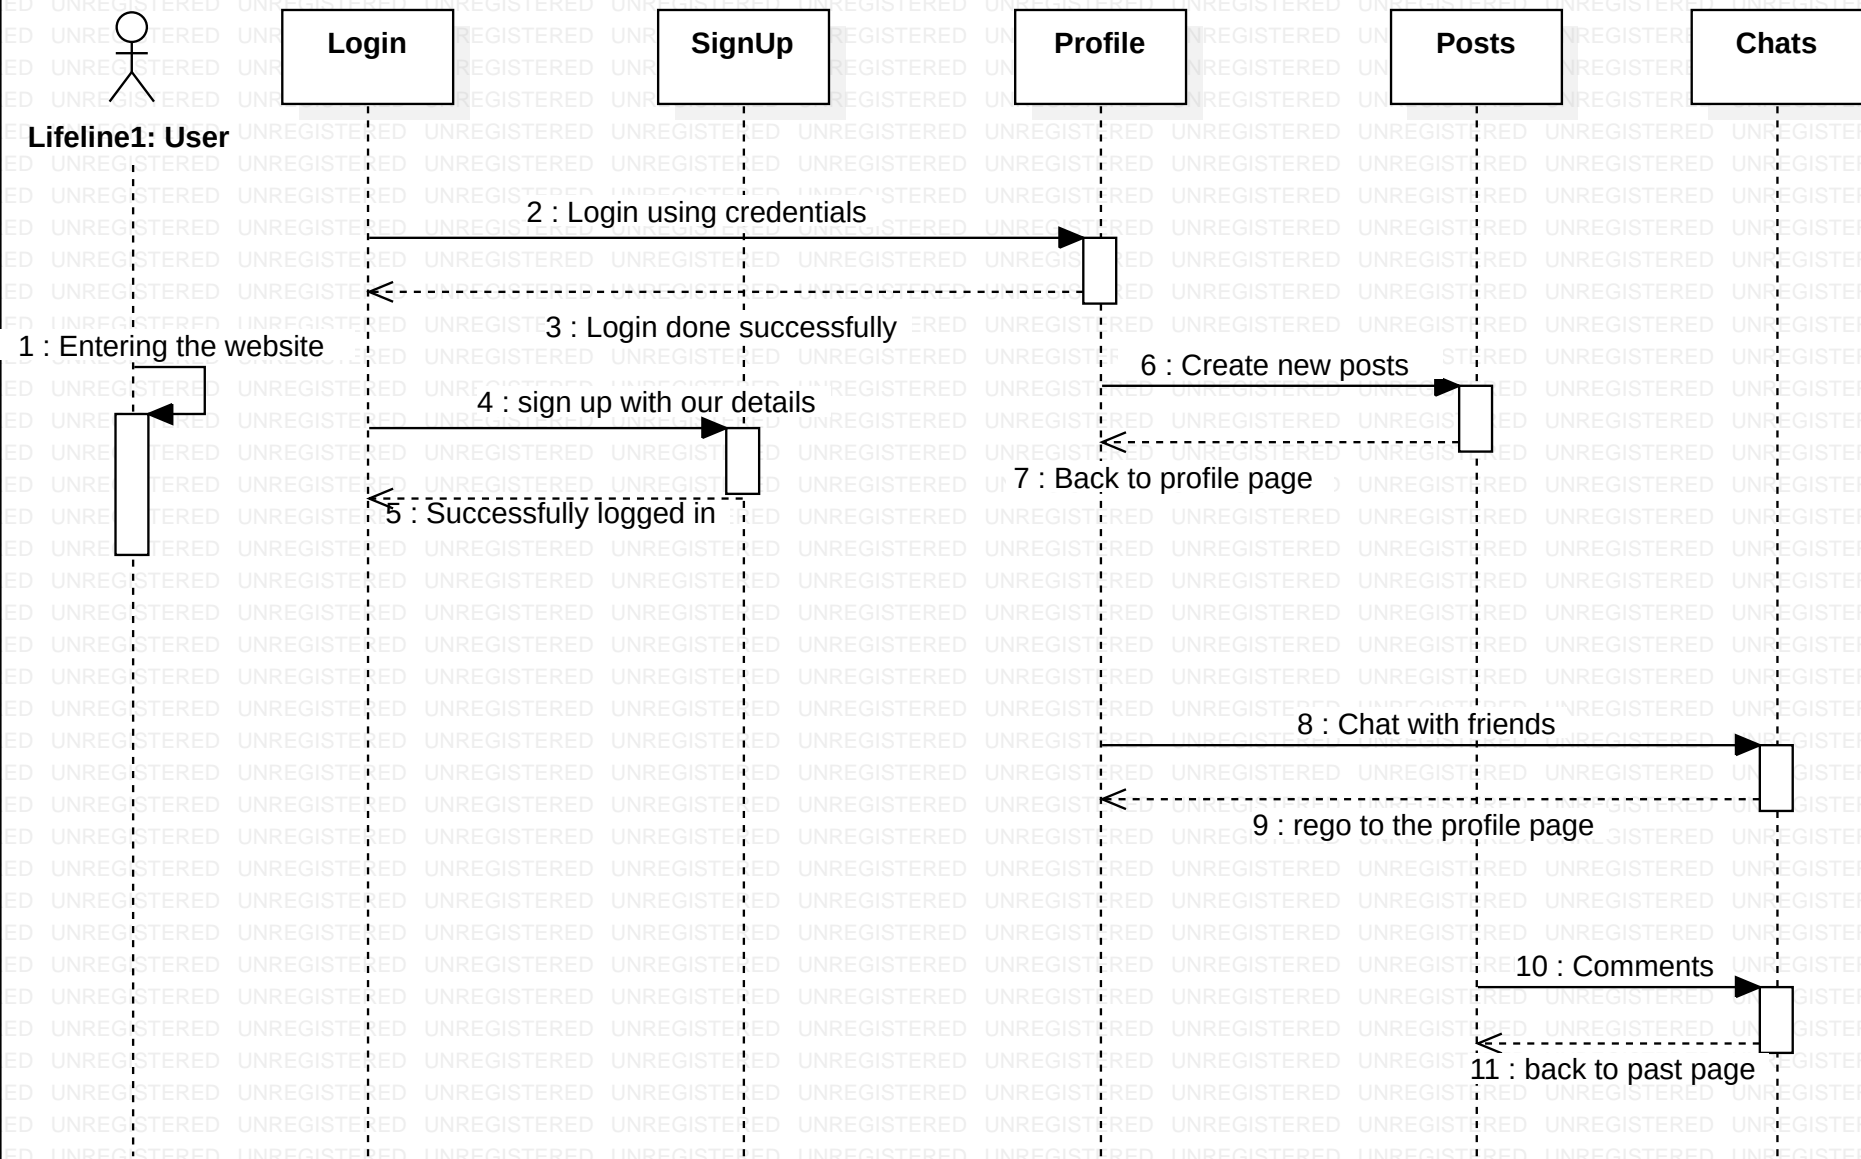 Login
SignUp
Profile
Posts
Chats
Lifeline1: User
2 : Login using credentials
3 : Login done successfully
1 : Entering the website
6 : Create new posts
4 : sign up with our details
7 : Back to profile page
5 : Successfully logged in
8 : Chat with friends
9 : rego to the profile page
10 : Comments
11 : back to past page
UNREGISTERED